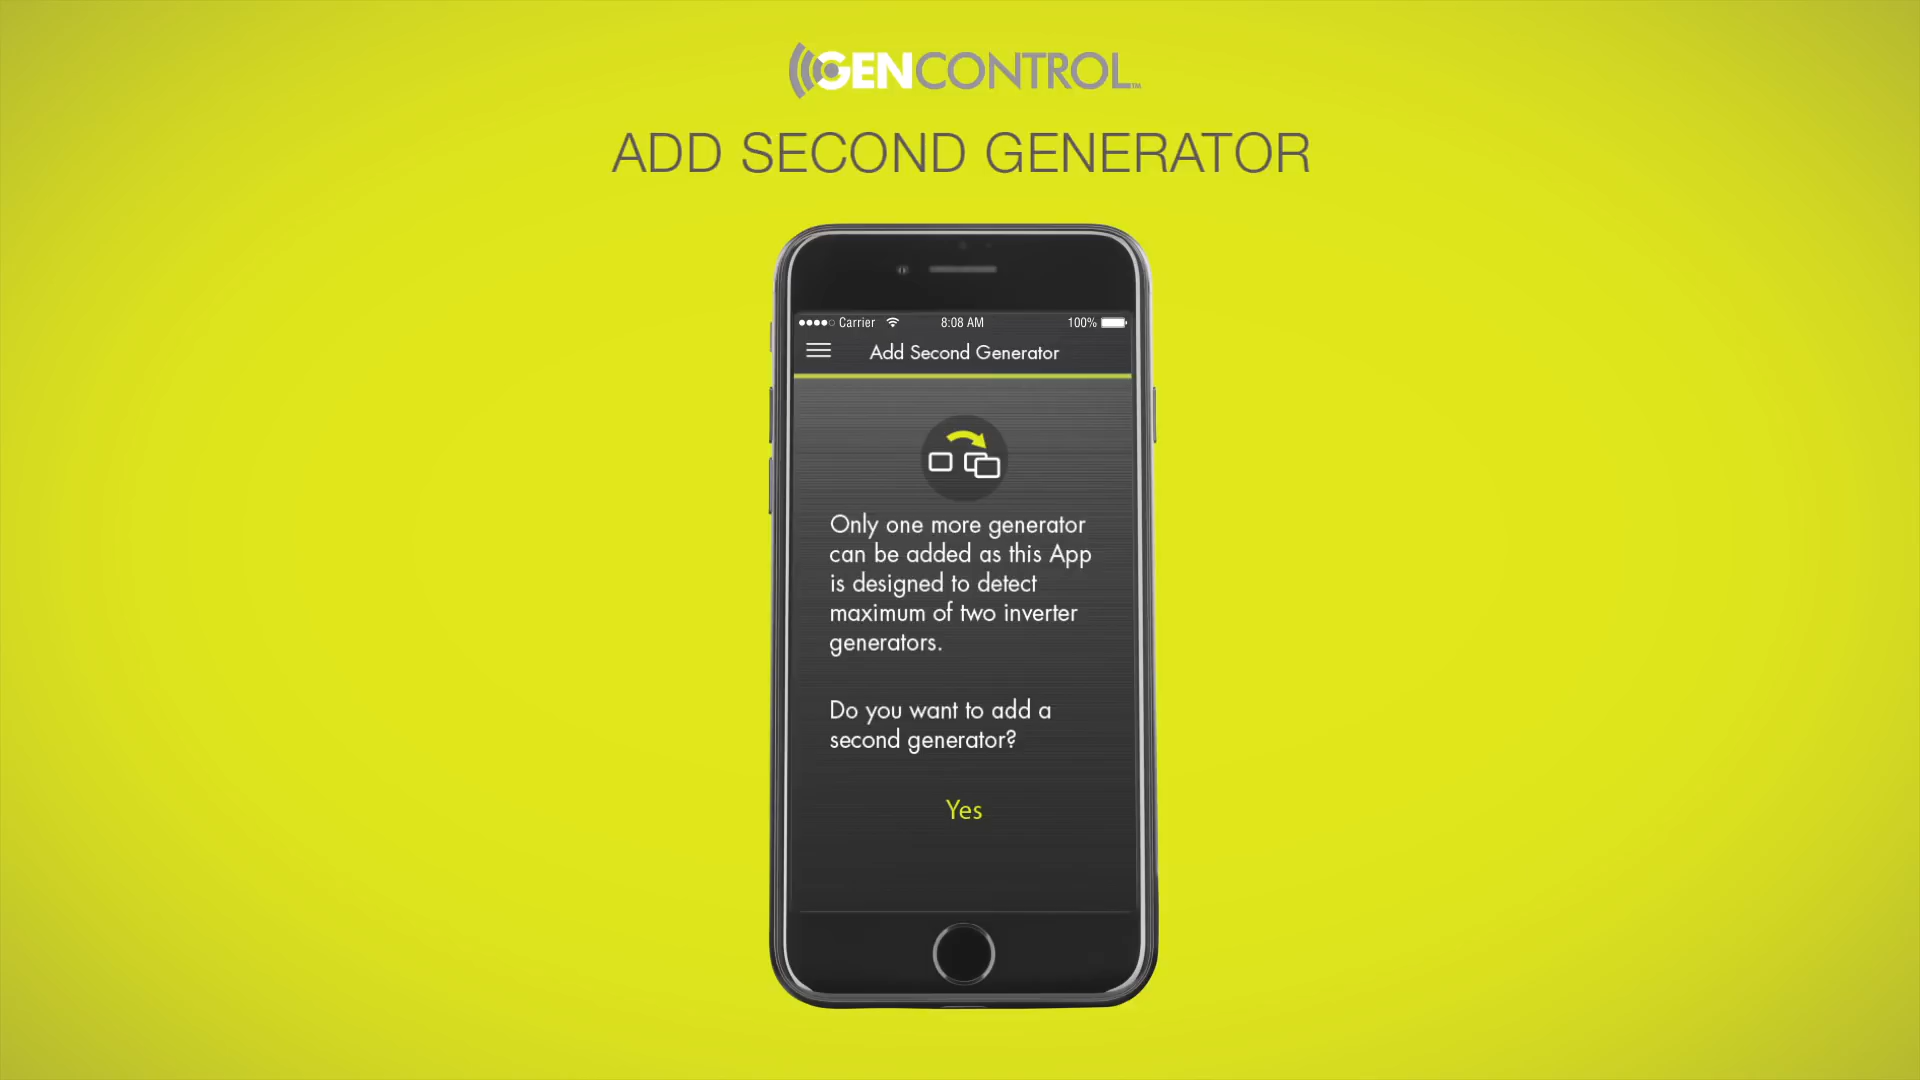 GENCONTROL™
ADD SECOND GENERATOR
Carrier 8:08 AM 100%
Add Second Generator
Only one more generator
can be added as this App
is designed to detect
maximum of two inverter
generators.
Do you want to add a
second generator?
Yes